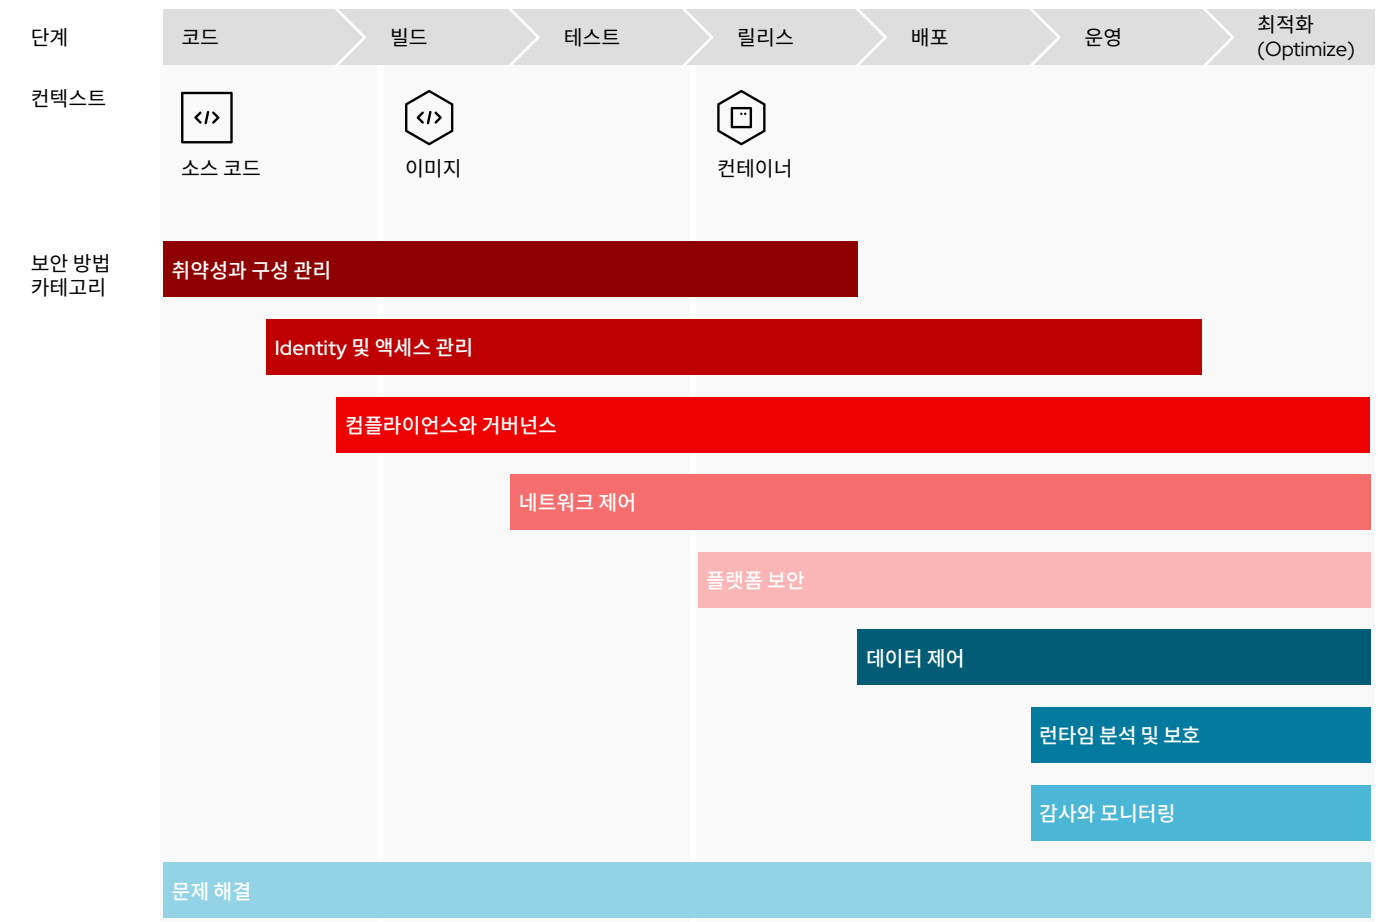 단계
코드
빌드
테스트
릴리스
배포
운영
최적화
(Optimize)
컨텍스트
</>
</>
소스 코드
이미지
컨테이너
보안 방법
카테고리
취약성과 구성 관리
Identity 및 액세스 관리
컴플라이언스와 거버넌스
네트워크 제어
플랫폼 보안
데이터 제어
런타임 분석 및 보호
감사와 모니터링
문제 해결